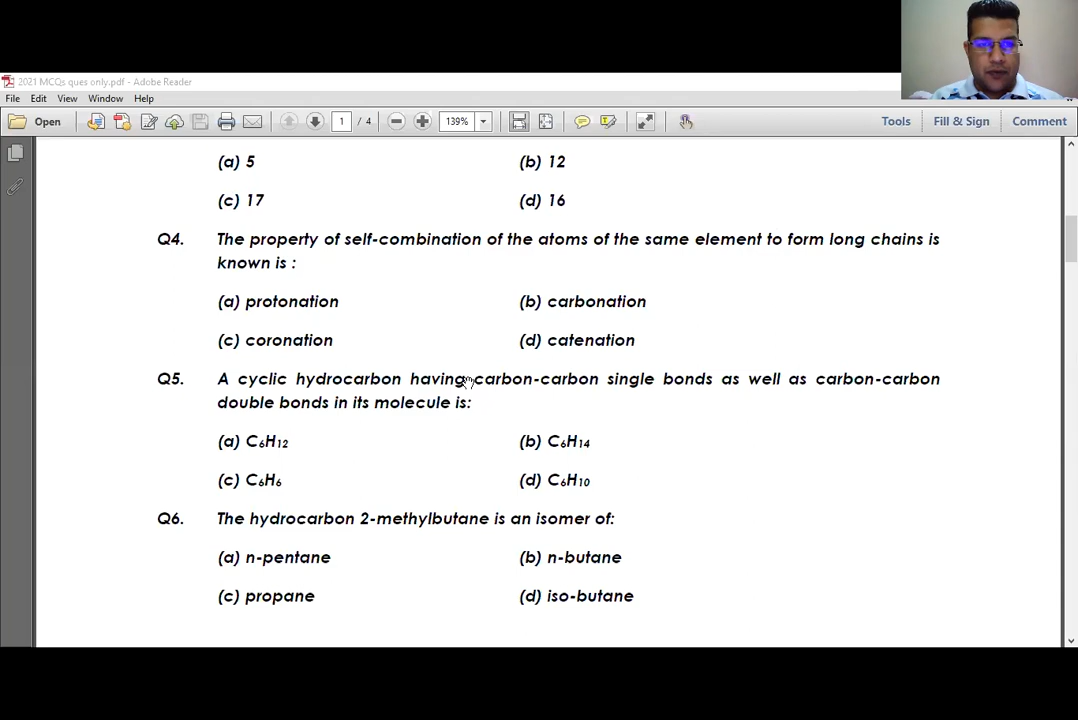 2021 MCQs ques only.pdf - Adobe Reader
File Edit View Window Help
Open 1 / 4 139% Tools Fill & Sign Comment
(a) 5 (b) 12
(c) 17 (d) 16
Q4. The property of self-combination of the atoms of the same element to form long chains is
known is :
(a) protonation (b) carbonation
(c) coronation (d) catenation
Q5. A cyclic hydrocarbon having carbon-carbon single bonds as well as carbon-carbon
double bonds in its molecule is:
(a) C₆H₁₂ (b) C₆H₁₄
(c) C₆H₆ (d) C₆H₁₀
Q6. The hydrocarbon 2-methylbutane is an isomer of:
(a) n-pentane (b) n-butane
(c) propane (d) iso-butane